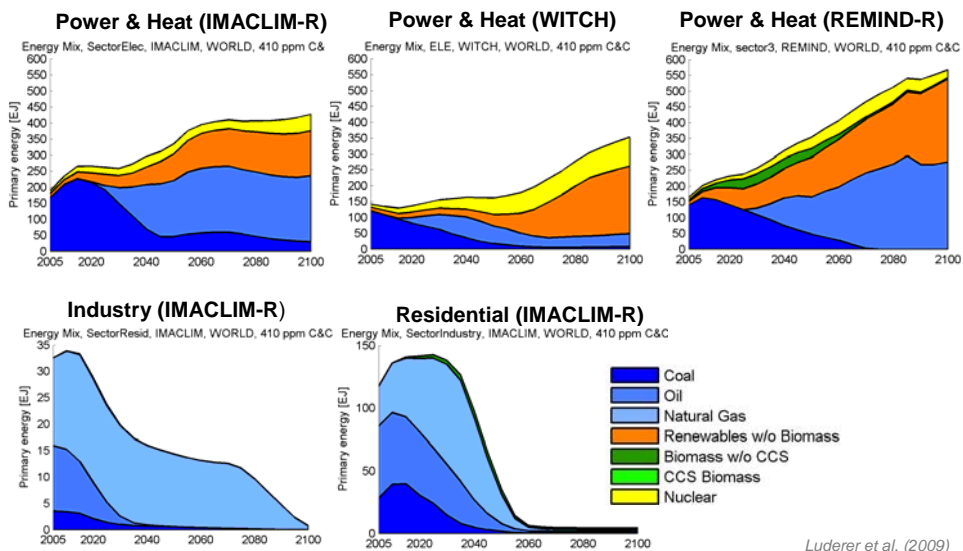 Power & Heat (IMACLIM-R)
Energy Mix, SectorElec, IMACLIM, WORLD, 410 ppm C&
Primary energy [EJ]
600
550
500
450
400
350
300
250
200
150
100
50
0
2005 2020 2040 2060 2080 2100
Power & Heat (WITCH)
Energy Mix, ELE, WITCH, WORLD, 410 ppm C&C
Primary energy [EJ]
600
550
500
450
400
350
300
250
200
150
100
50
0
2005 2020 2040 2060 2080 2100
Power & Heat (REMIND-R)
Energy Mix, sector3, REMIND, WORLD, 410 ppm C&C
Primary energy [EJ]
600
550
500
450
400
350
300
250
200
150
100
50
0
2005 2020 2040 2060 2080 2100
Industry (IMACLIM-R)
Energy Mix, SectorResid, IMACLIM, WORLD, 410 ppm C&C
Primary energy [EJ]
35
30
25
20
15
10
5
0
2005 2020 2040 2060 2080 2100
Residential (IMACLIM-R)
Energy Mix, SectorIndustry, IMACLIM, WORLD, 410 ppm C&C
Primary energy [EJ]
150
100
50
0
2005 2020 2040 2060 2080 2100
Coal
Oil
Natural Gas
Renewables w/o Biomass
Biomass w/o CCS
CCS Biomass
Nuclear
Luderer et al. (2009)